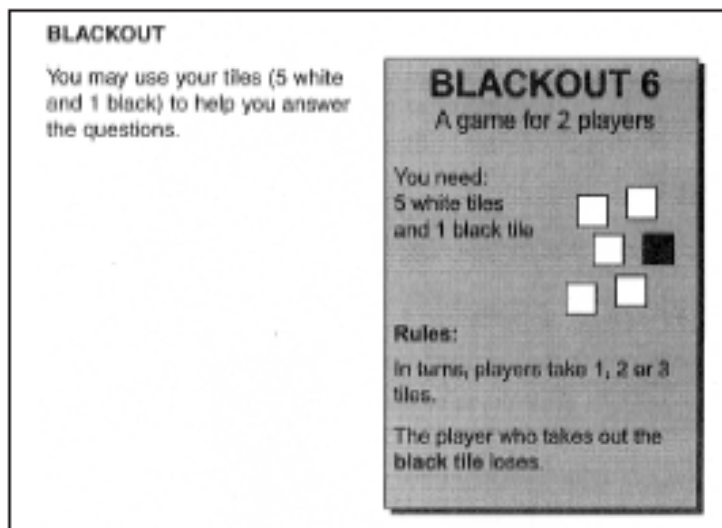 BLACKOUT
You may use your tiles (5 white
and 1 black) to help you answer
the questions.
BLACKOUT 6
A game for 2 players
You need:
5 white tiles
and 1 black tile
Rules:
In turns, players take 1, 2 or 3
tiles.
The player who takes out the
black tile loses.